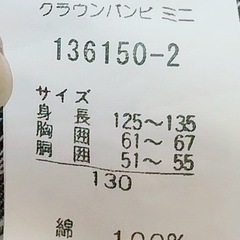 クラウンバンビ ミニ
136150-2
サイズ
身長 125～135
胸囲 61～67
胴囲 51～55
130
綿 100%